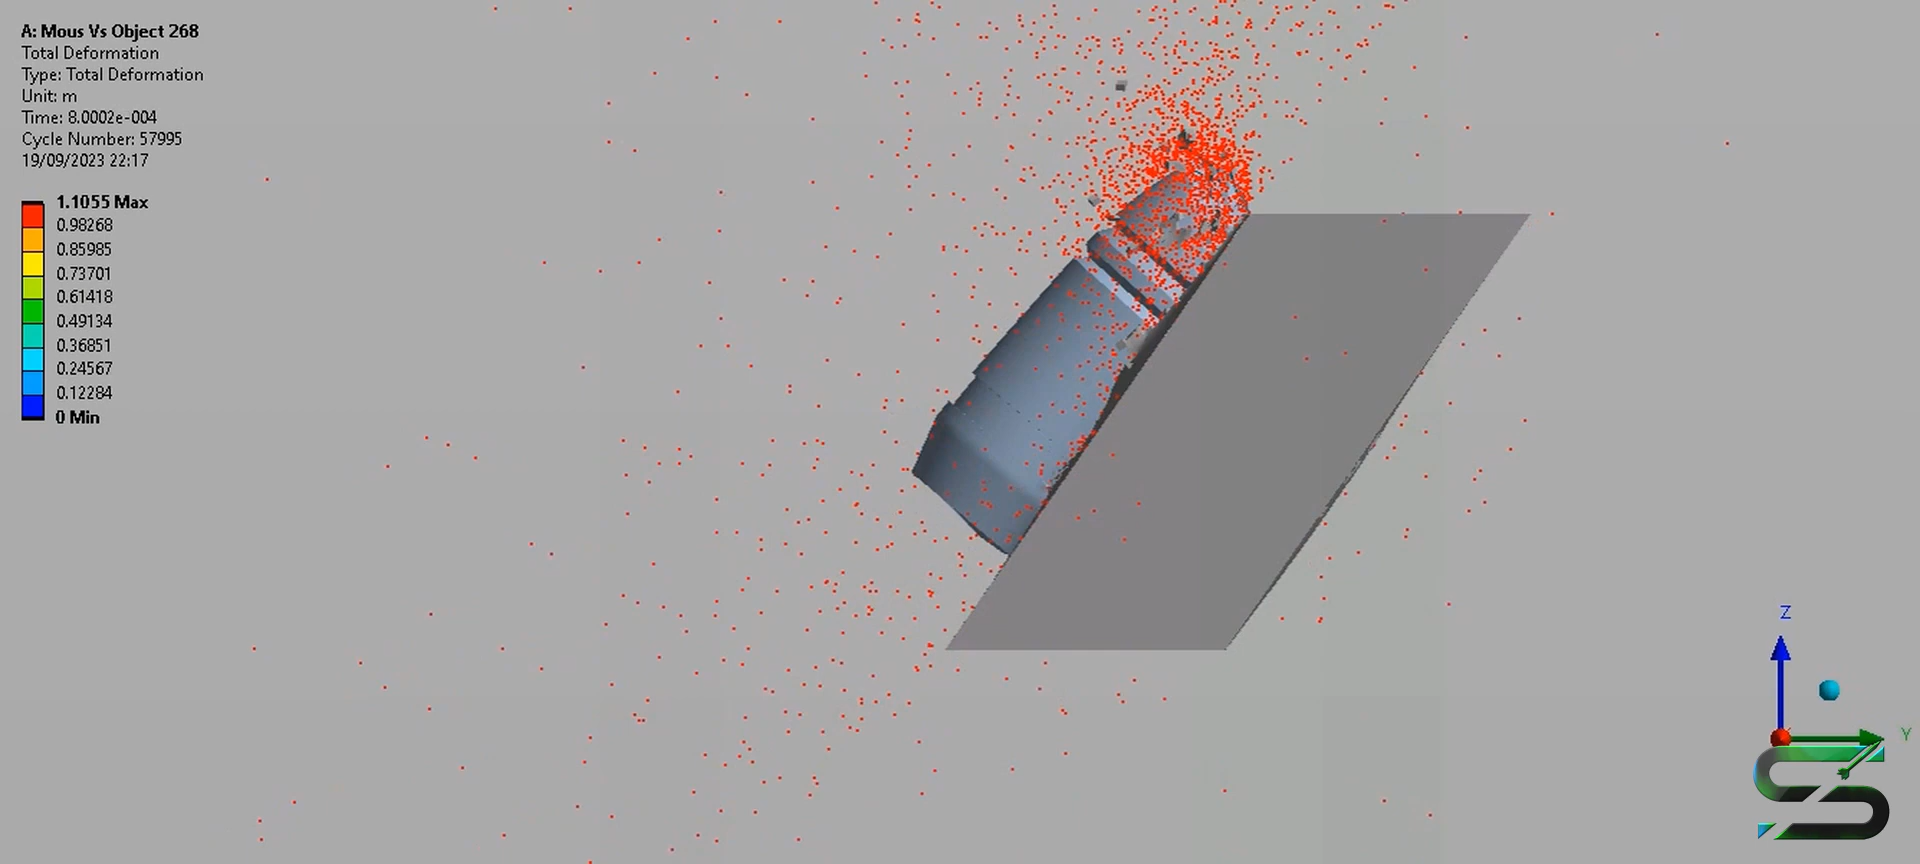 A: Mous Vs Object 268
Total Deformation
Type: Total Deformation
Unit: m
Time: 8.0002e-004
Cycle Number: 57995
19/09/2023 22:17
1.1055 Max
0.98268
0.85985
0.73701
0.61418
0.49134
0.36851
0.24567
0.12284
0 Min
Z
Y